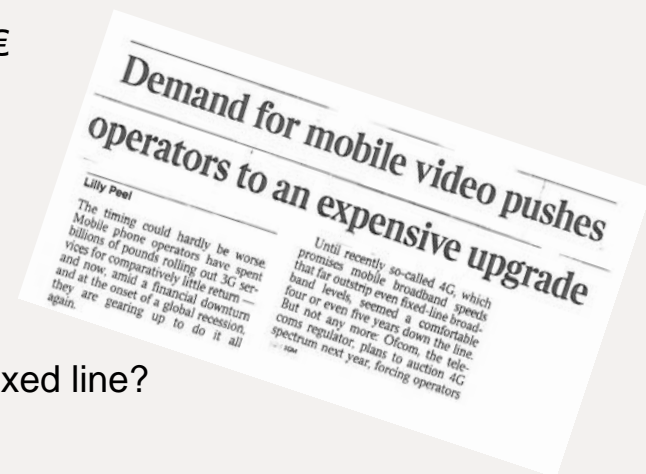 €
Demand for mobile video pushes
operators to an expensive upgrade
Lilly Peel
The timing could hardly be worse.
Mobile phone operators have spent
billions of pounds rolling out 3G ser-
vices for comparatively little return —
and now, amid a financial downturn
and at the onset of a global recession,
they are gearing up to do it all
again.
Until recently so-called 4G, which
promises mobile broadband speeds
that far outstrip even fixed-line broad-
band levels, seemed a comfortable
four or even five years down the line.
But not any more. Ofcom, the tele-
coms regulator, plans to auction 4G
spectrum next year, forcing operators
xed line?